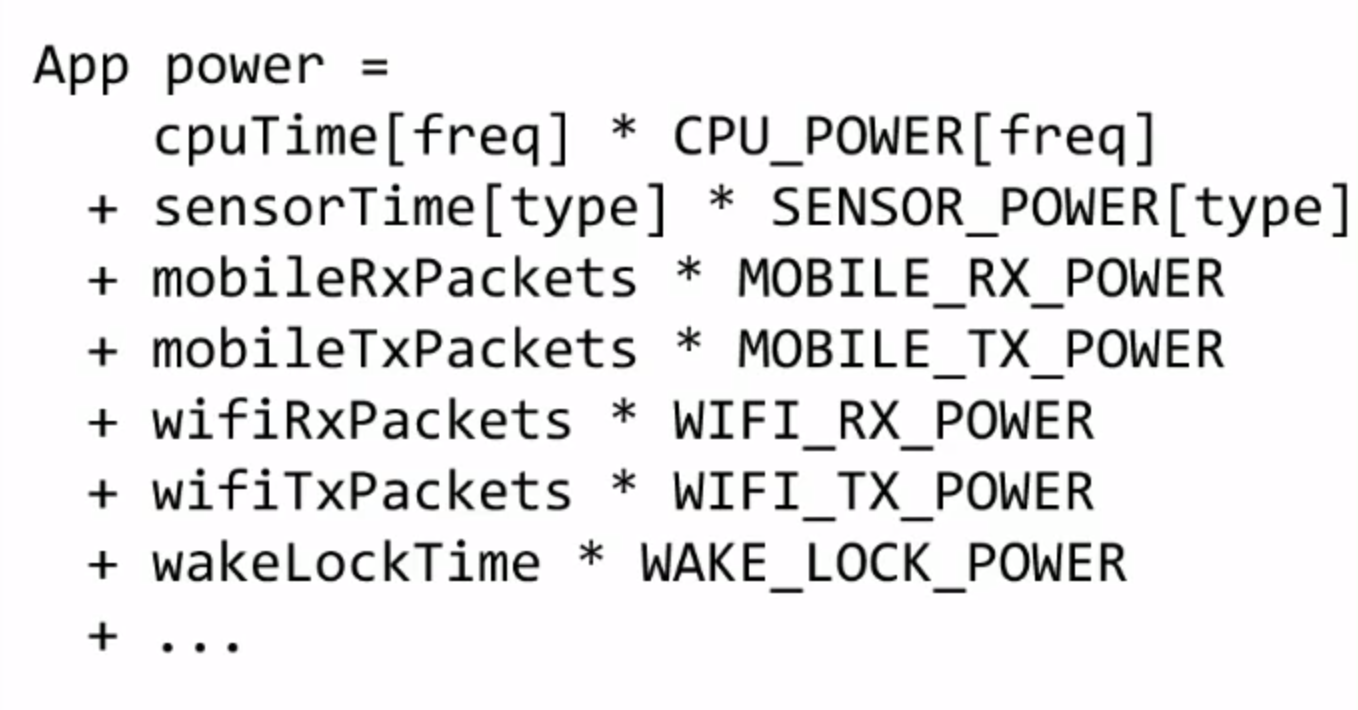 App power =
cpuTime[freq] * CPU_POWER[freq]
+ sensorTime[type] * SENSOR_POWER[type]
+ mobileRxPackets * MOBILE_RX_POWER
+ mobileTxPackets * MOBILE_TX_POWER
+ wifiRxPackets * WIFI_RX_POWER
+ wifiTxPackets * WIFI_TX_POWER
+ wakeLockTime * WAKE_LOCK_POWER
+ ...